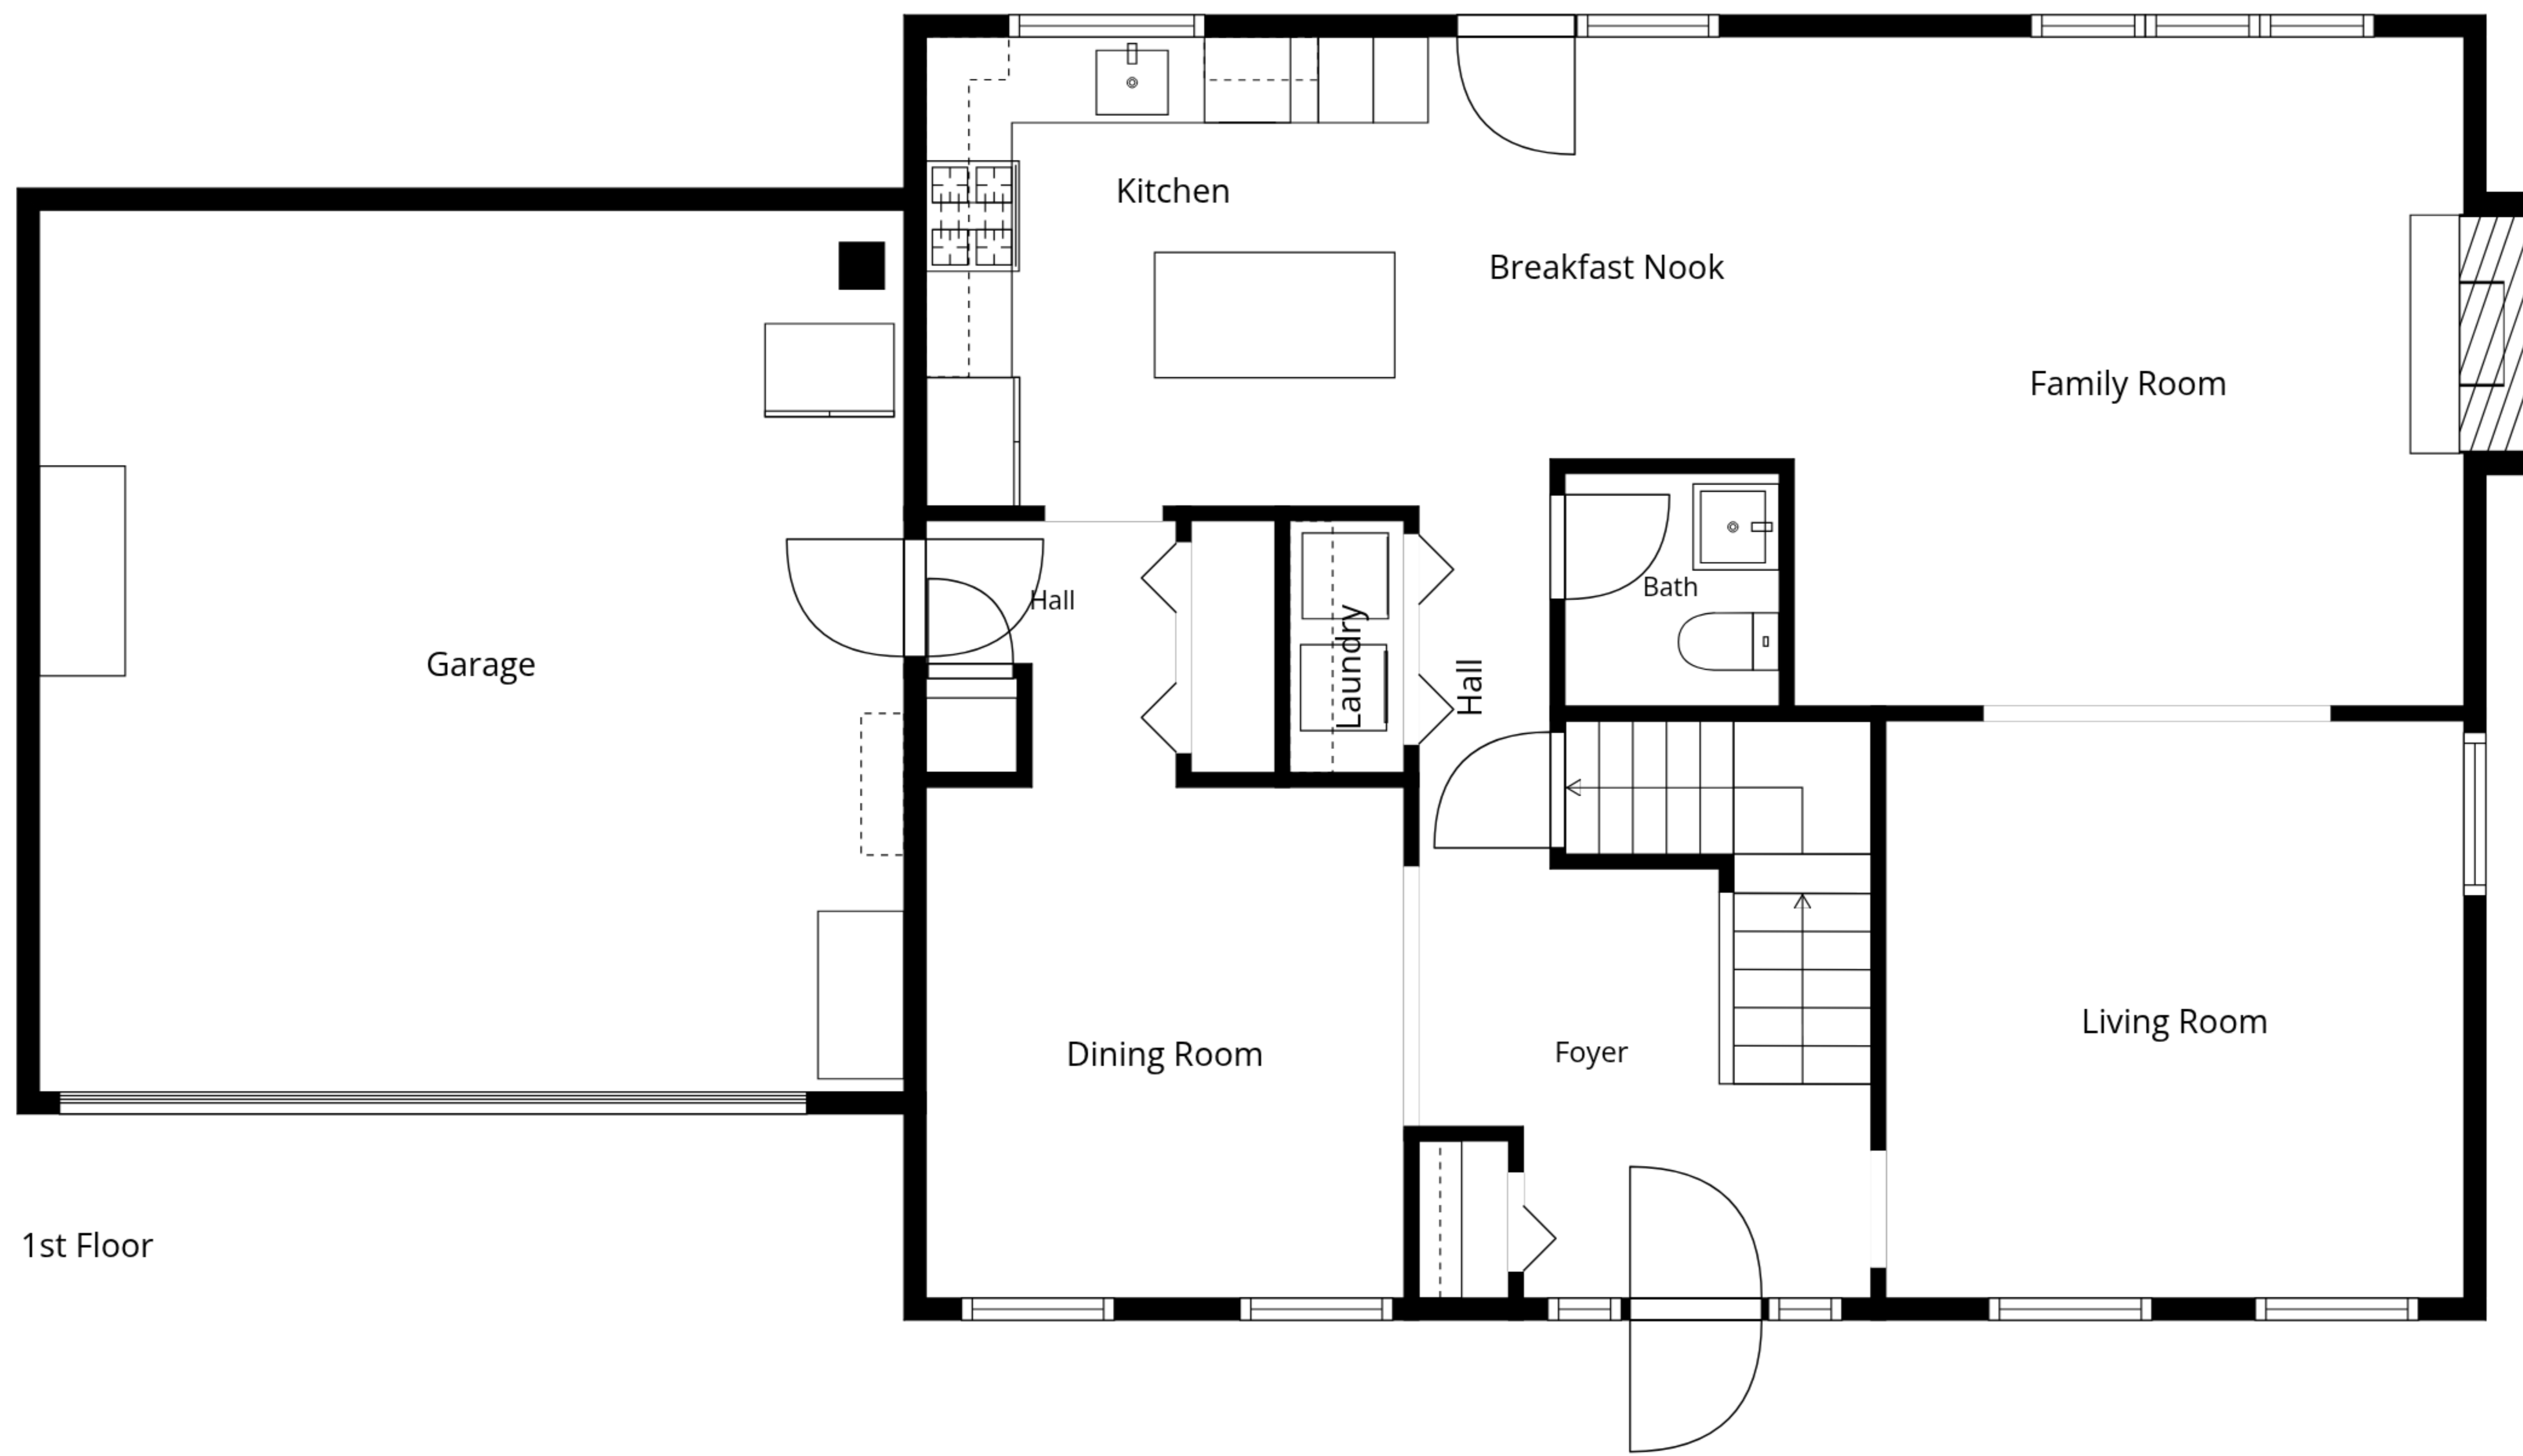 Kitchen
Breakfast Nook
Family Room
Hall
Bath
Laundry
Hall
Garage
Dining Room
Foyer
Living Room
1st Floor